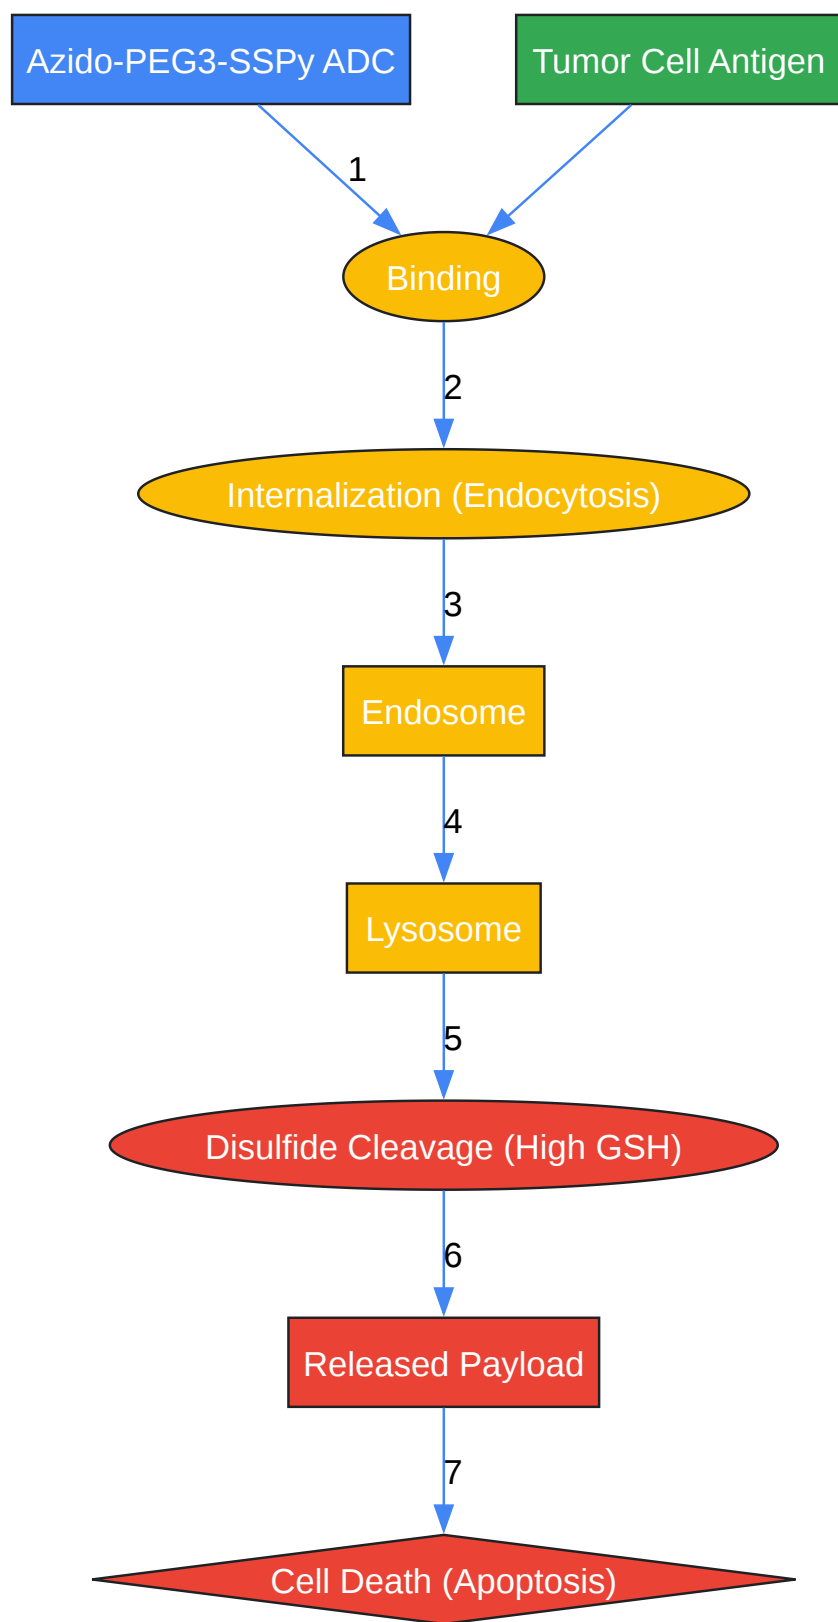 Azido-PEG3-SSPy ADC
Tumor Cell Antigen
1
Binding
2
Internalization (Endocytosis)
3
Endosome
4
Lysosome
5
Disulfide Cleavage (High GSH)
6
Released Payload
7
Cell Death (Apoptosis)